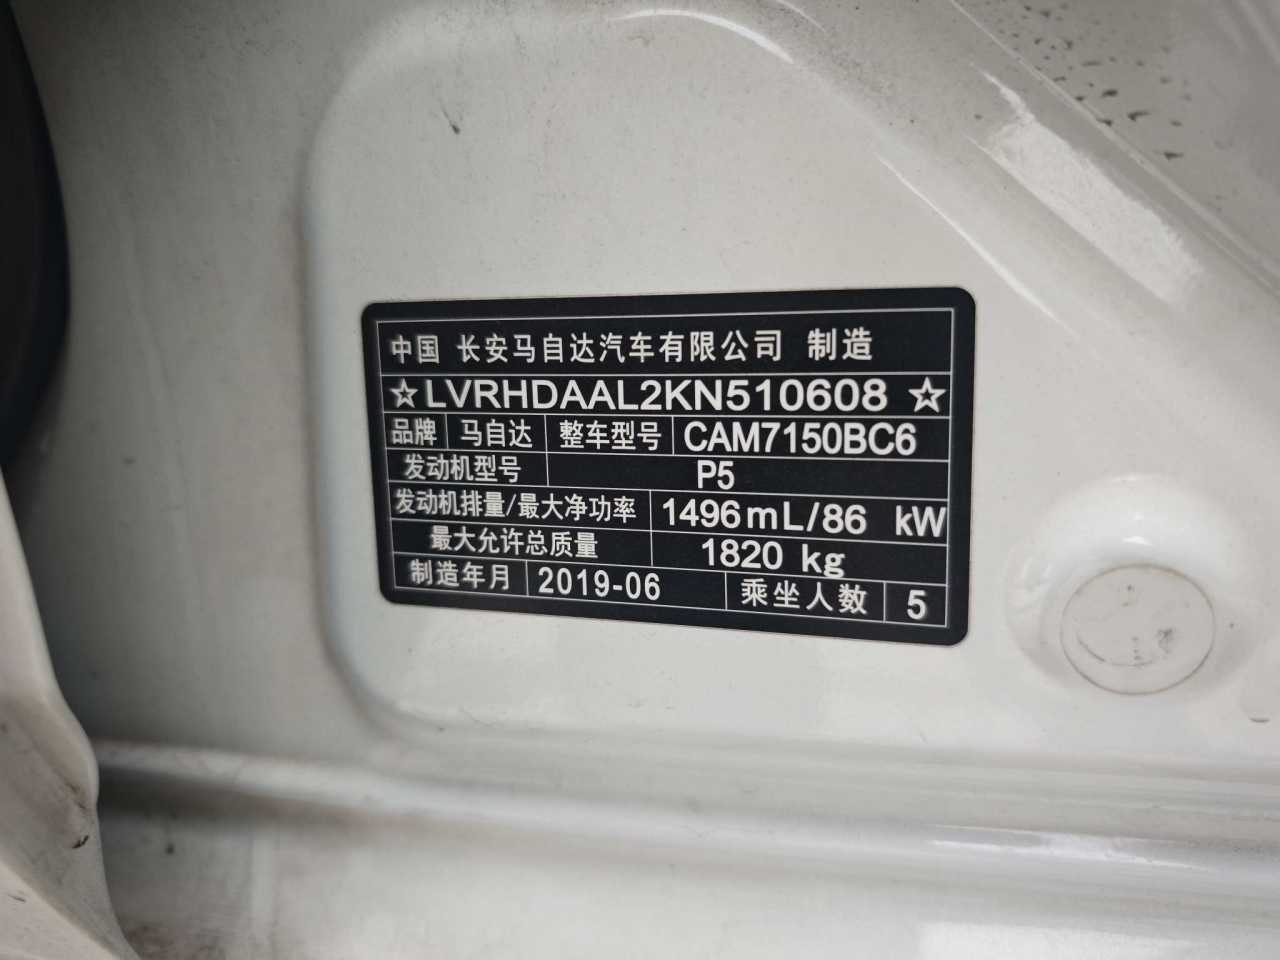 中国 长安马自达汽车有限公司 制造
☆LVRHDAAL2KN510608☆
品牌 马自达 整车型号 CAM7150BC6
发动机型号 P5
发动机排量/最大净功率 1496mL/86 kW
最大允许总质量 1820 kg
制造年月 2019-06 乘坐人数 5